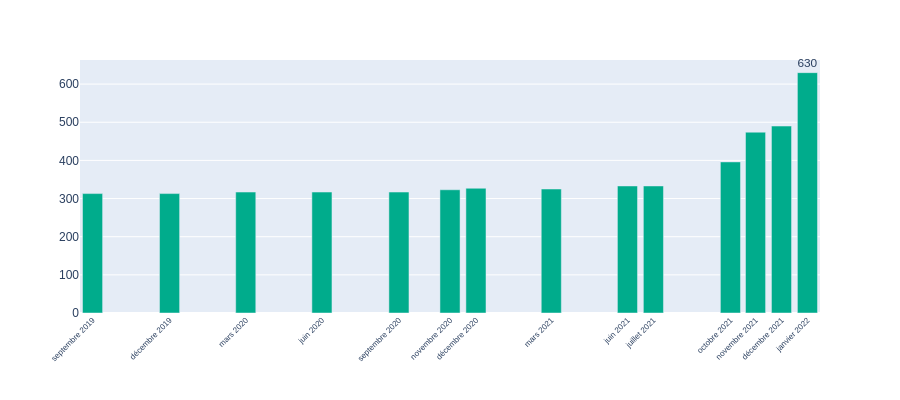 630
600
500
400
300
200
100
0
septembre 2019
décembre 2019
mars 2020
juin 2020
septembre 2020
novembre 2020
décembre 2020
mars 2021
juin 2021
juillet 2021
octobre 2021
novembre 2021
décembre 2021
janvier 2022